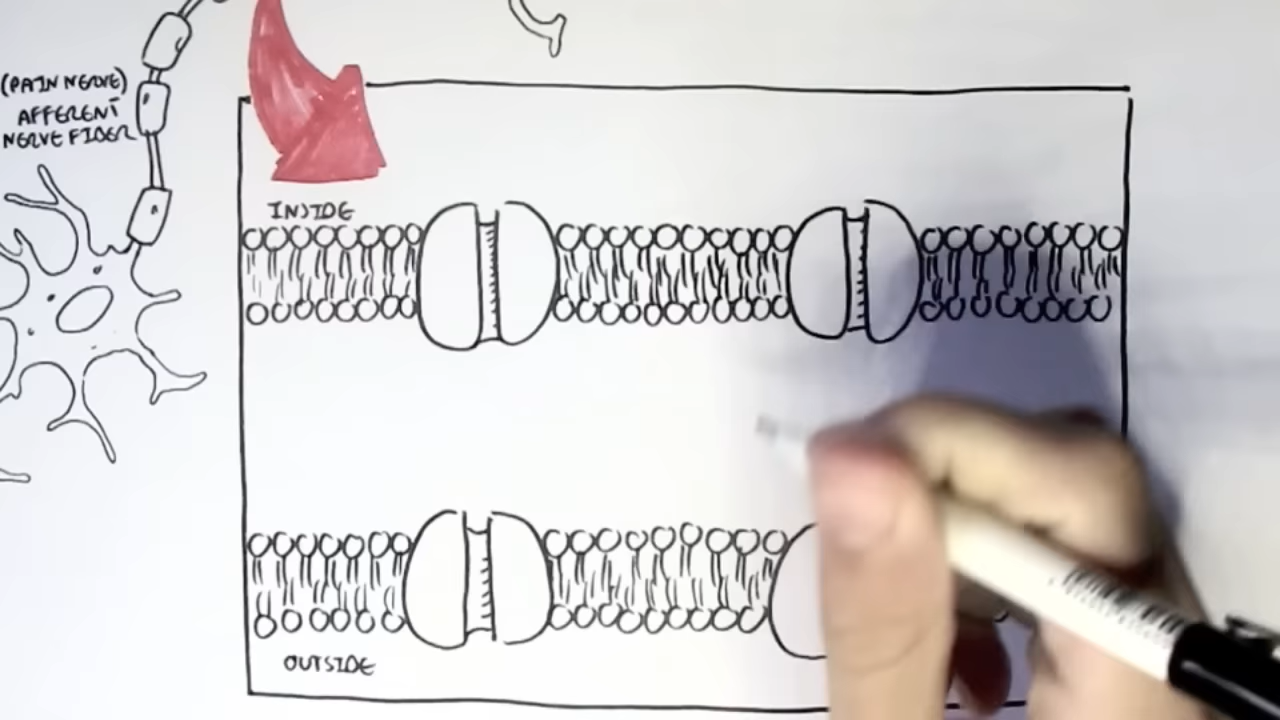 (PAIN NERVE)
AFFERENT
NERVE FIBER
INSIDE
OUTSIDE